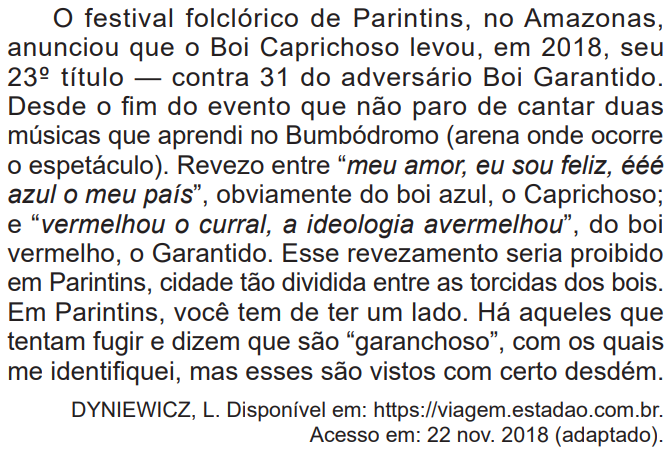 O festival folclórico de Parintins, no Amazonas,
anunciou que o Boi Caprichoso levou, em 2018, seu
23º título — contra 31 do adversário Boi Garantido.
Desde o fim do evento que não paro de cantar duas
músicas que aprendi no Bumbódromo (arena onde ocorre
o espetáculo). Revezo entre “meu amor, eu sou feliz, ééé
azul o meu país”, obviamente do boi azul, o Caprichoso;
e “vermelhou o curral, a ideologia avermelhou”, do boi
vermelho, o Garantido. Esse revezamento seria proibido
em Parintins, cidade tão dividida entre as torcidas dos bois.
Em Parintins, você tem de ter um lado. Há aqueles que
tentam fugir e dizem que são “garanchoso”, com os quais
me identifiquei, mas esses são vistos com certo desdém.
DYNIEWICZ, L. Disponível em: https://viagem.estadao.com.br.
Acesso em: 22 nov. 2018 (adaptado).